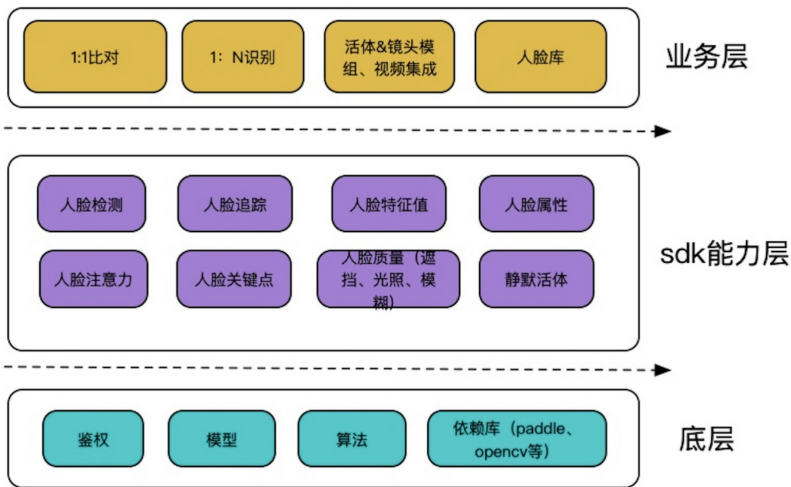 1:1比对
1：N识别
活体&镜头模
组、视频集成
人脸库
业务层
人脸检测
人脸追踪
人脸特征值
人脸属性
sdk能力层
人脸注意力
人脸关键点
人脸质量（遮
挡、光照、模
糊）
静默活体
鉴权
模型
算法
依赖库（paddle、
opencv等）
底层